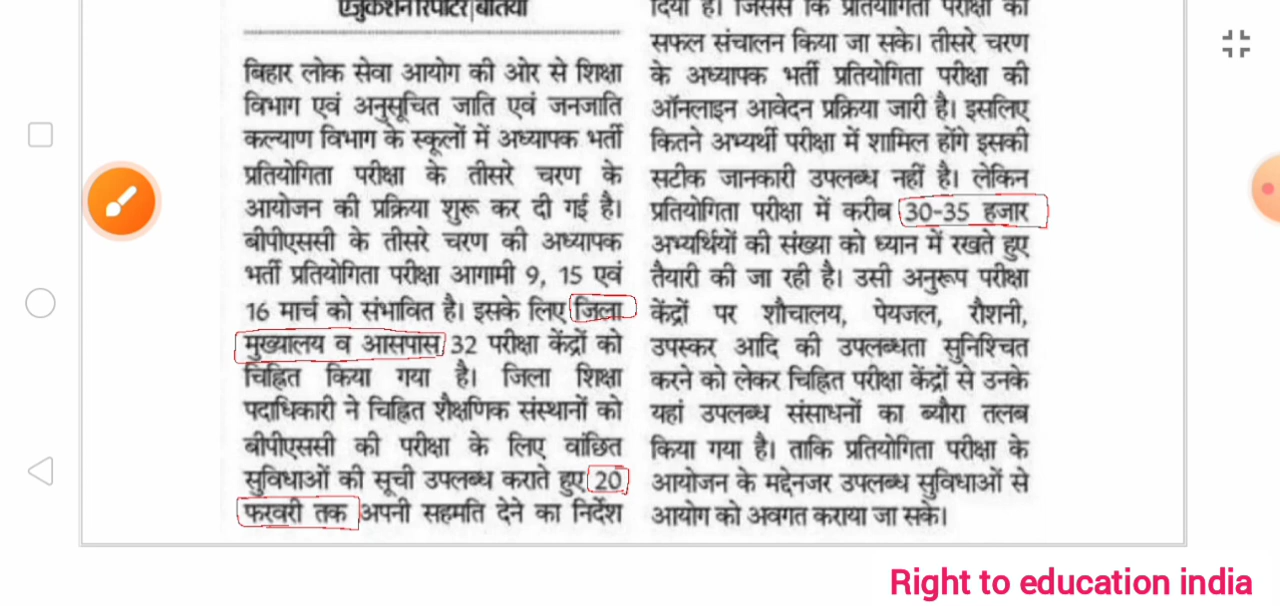 एजुकेशन रिपोर्टर|बेतिया
बिहार लोक सेवा आयोग की ओर से शिक्षा
विभाग एवं अनुसूचित जाति एवं जनजाति
कल्याण विभाग के स्कूलों में अध्यापक भर्ती
प्रतियोगिता परीक्षा के तीसरे चरण के
आयोजन की प्रक्रिया शुरू कर दी गई है।
बीपीएससी के तीसरे चरण की अध्यापक
भर्ती प्रतियोगिता परीक्षा आगामी 9, 15 एवं
16 मार्च को संभावित है। इसके लिए जिला
मुख्यालय व आसपास 32 परीक्षा केंद्रों को
चिह्नित किया गया है। जिला शिक्षा
पदाधिकारी ने चिह्नित शैक्षणिक संस्थानों को
बीपीएससी की परीक्षा के लिए वांछित
सुविधाओं की सूची उपलब्ध कराते हुए 20
फरवरी तक अपनी सहमति देने का निर्देश
दिया है। जिससे कि प्रतियोगिता परीक्षा का
सफल संचालन किया जा सके। तीसरे चरण
के अध्यापक भर्ती प्रतियोगिता परीक्षा की
ऑनलाइन आवेदन प्रक्रिया जारी है। इसलिए
कितने अभ्यर्थी परीक्षा में शामिल होंगे इसकी
सटीक जानकारी उपलब्ध नहीं है। लेकिन
प्रतियोगिता परीक्षा में करीब 30-35 हजार
अभ्यर्थियों की संख्या को ध्यान में रखते हुए
तैयारी की जा रही है। उसी अनुरूप परीक्षा
केंद्रों पर शौचालय, पेयजल, रौशनी,
उपस्कर आदि की उपलब्धता सुनिश्चित
करने को लेकर चिह्नित परीक्षा केंद्रों से उनके
यहां उपलब्ध संसाधनों का ब्यौरा तलब
किया गया है। ताकि प्रतियोगिता परीक्षा के
आयोजन के मद्देनजर उपलब्ध सुविधाओं से
आयोग को अवगत कराया जा सके।
Right to education india